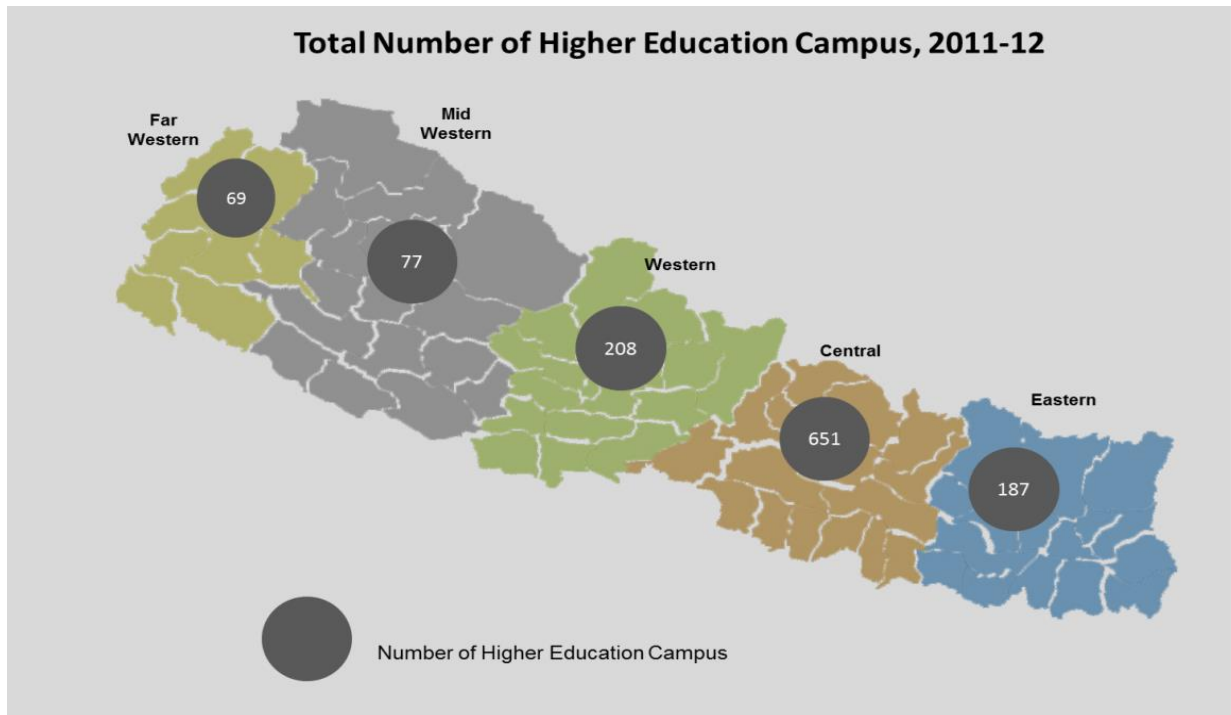 Total Number of Higher Education Campus, 2011-12
Far
Western
Mid
Western
69
77
Western
208
Central
651
Eastern
187
Number of Higher Education Campus